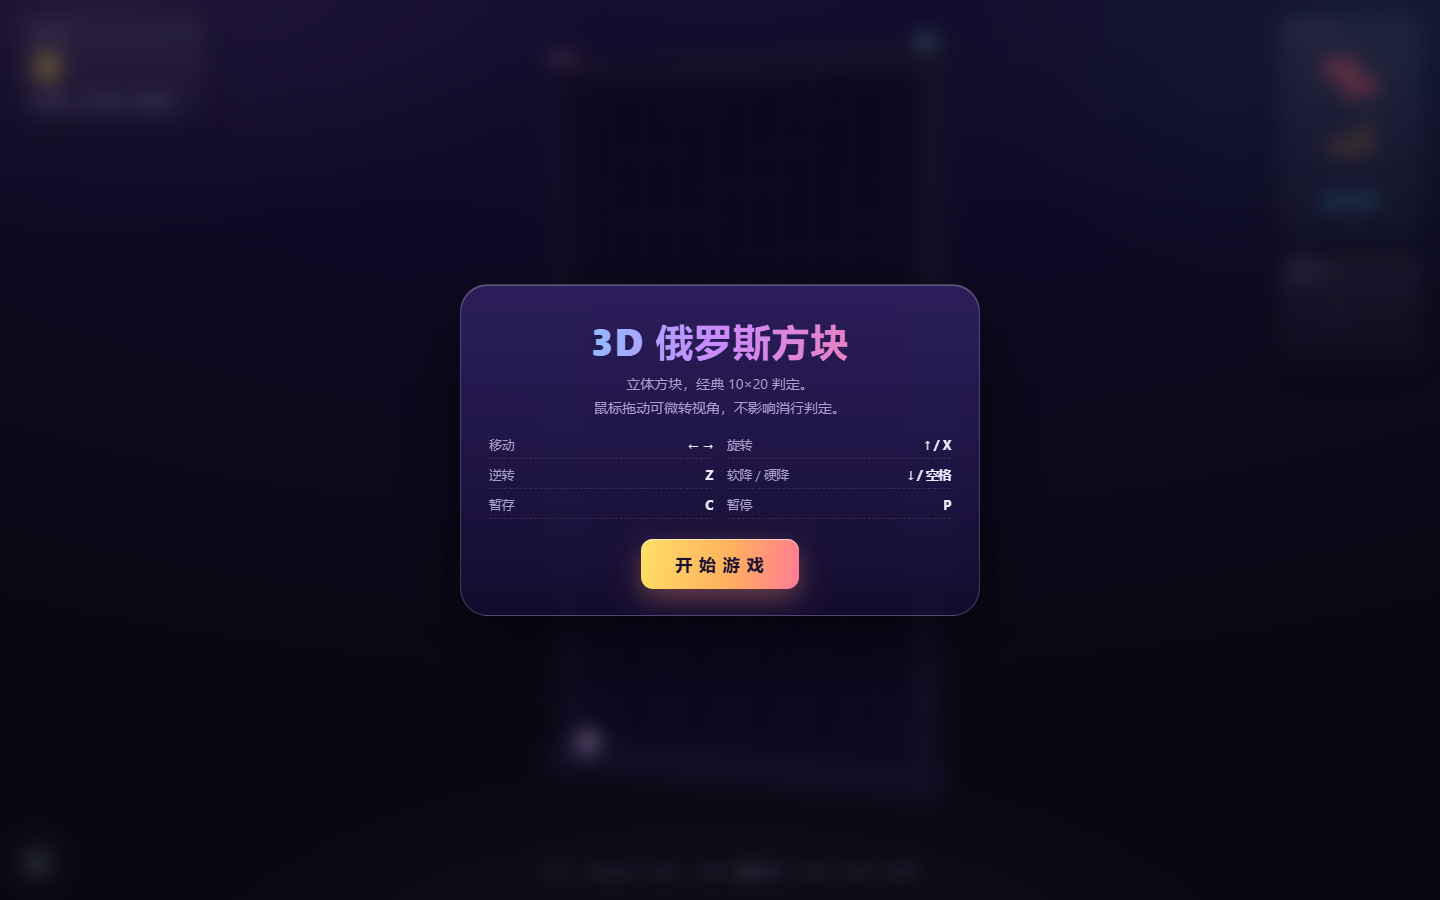 3D 俄罗斯方块
立体方块，经典 10×20 判定。
鼠标拖动可微转视角，不影响消行判定。
移动 ← → 旋转 ↑ / X
逆转 Z 软降 / 硬降 ↓ / 空格
暂存 C 暂停 P
开始游戏